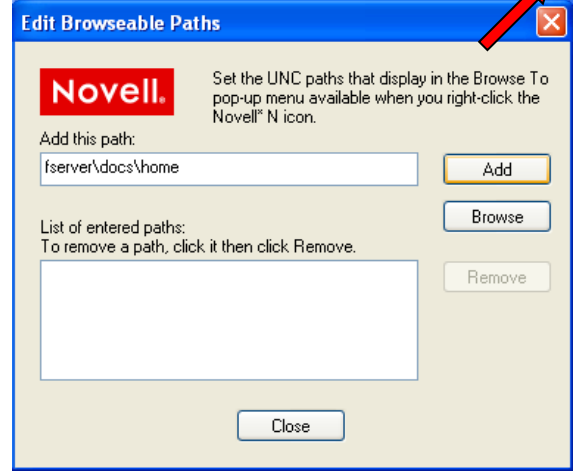 Edit Browseable Paths
Novell.
Set the UNC paths that display in the Browse To
pop-up menu available when you right-click the
Novell® N icon.
Add this path:
fserver\docs\home
Add
Browse
List of entered paths:
To remove a path, click it then click Remove.
Remove
Close